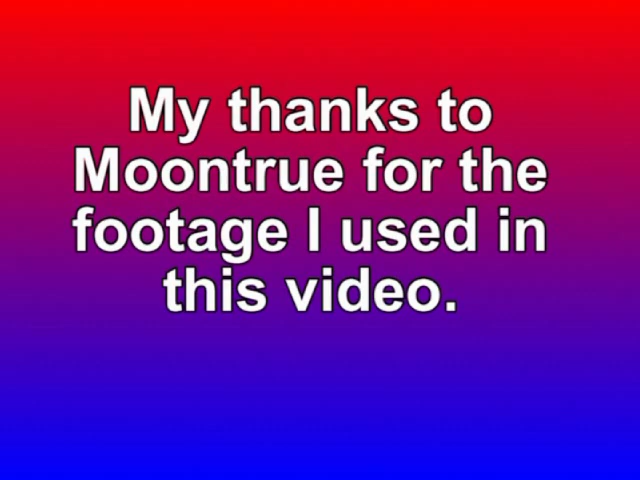 My thanks to
Moontrue for the
footage I used in
this video.